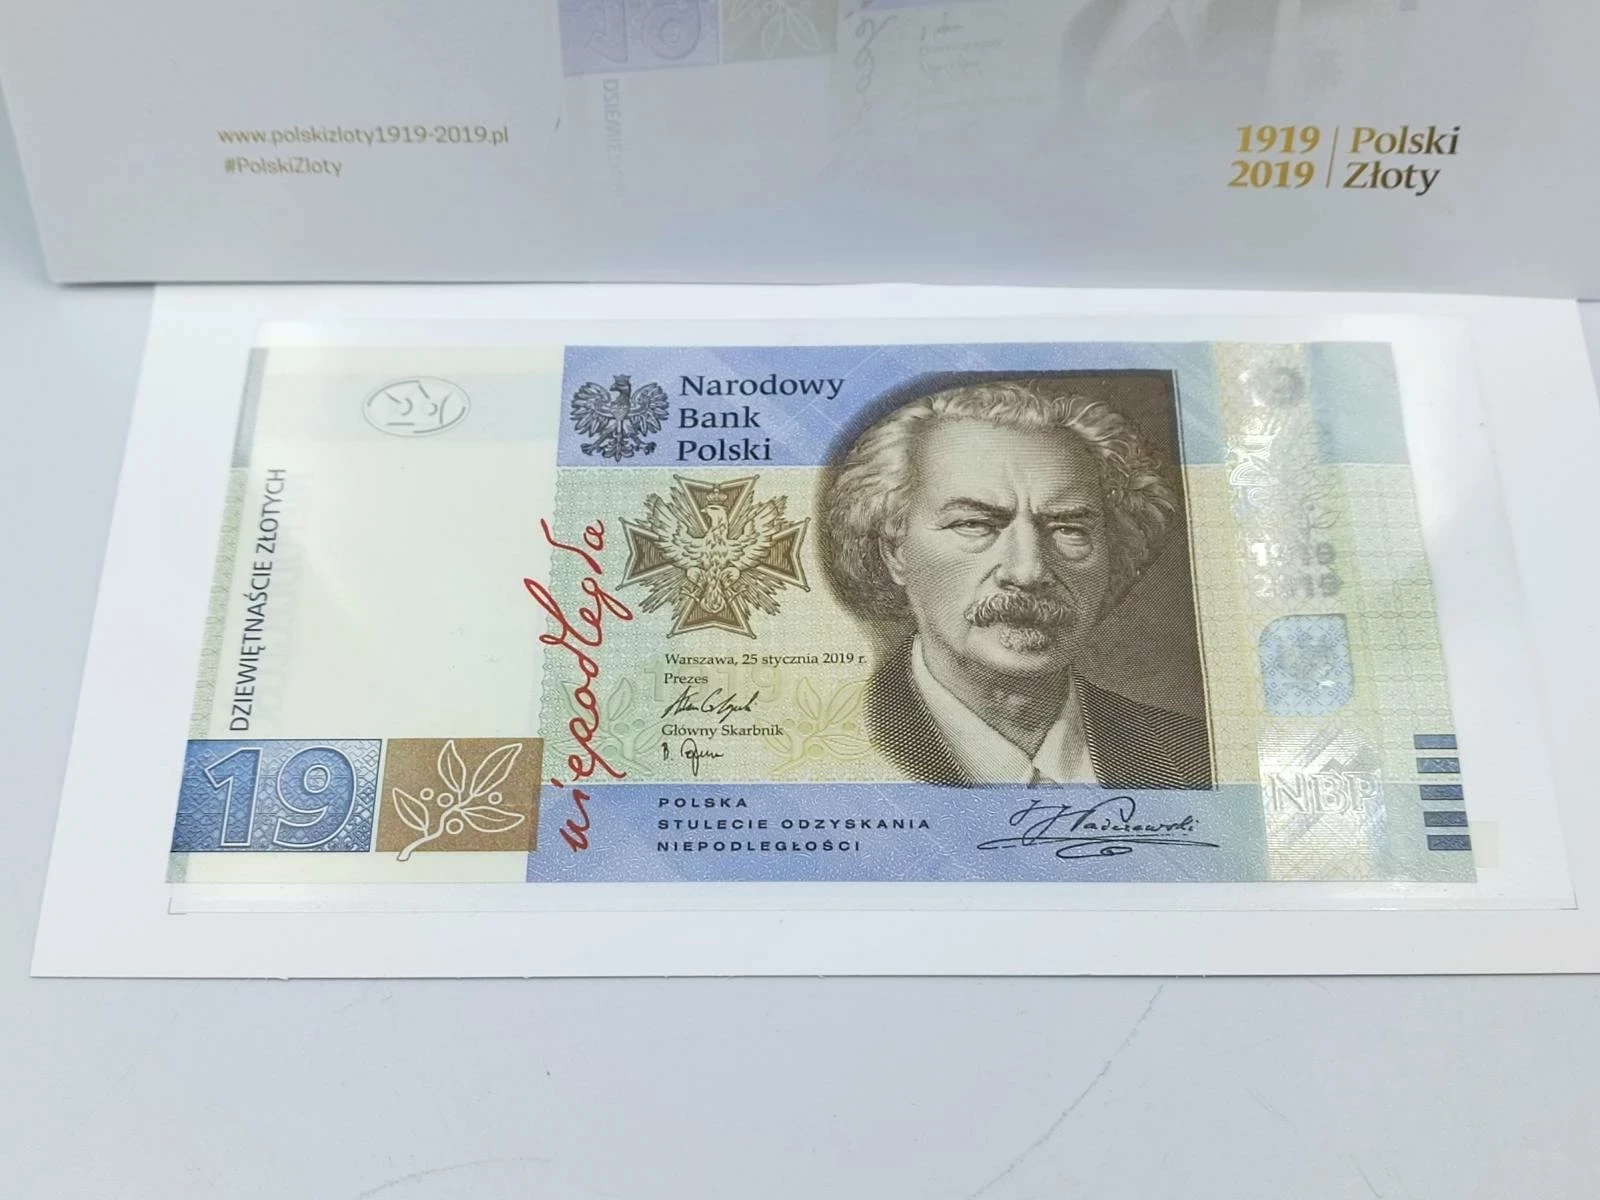 www.polskizloty1919-2019.pl
#PolskiZloty
1919 | Polski
2019 | Złoty
Narodowy
Bank
Polski
DZIEWIĘTNAŚCIE ZŁOTYCH
niepodległa
Warszawa, 25 stycznia 2019 r.
Prezes
Główny Skarbnik
19
POLSKA
STULECIE ODZYSKANIA
NIEPODLEGŁOŚCI
I J Paderewski
1919
2019
NBP